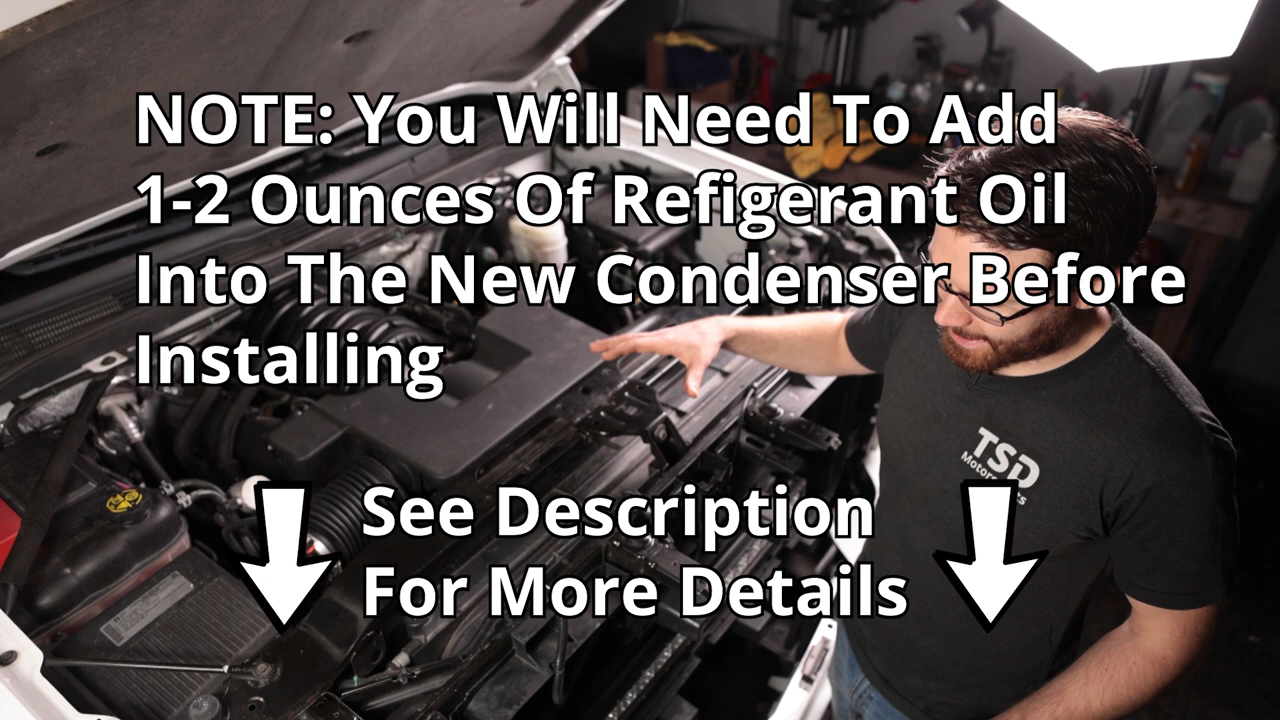 NOTE: You Will Need To Add
1-2 Ounces Of Refigerant Oil
Into The New Condenser Before
Installing
TSD
See Description
For More Details